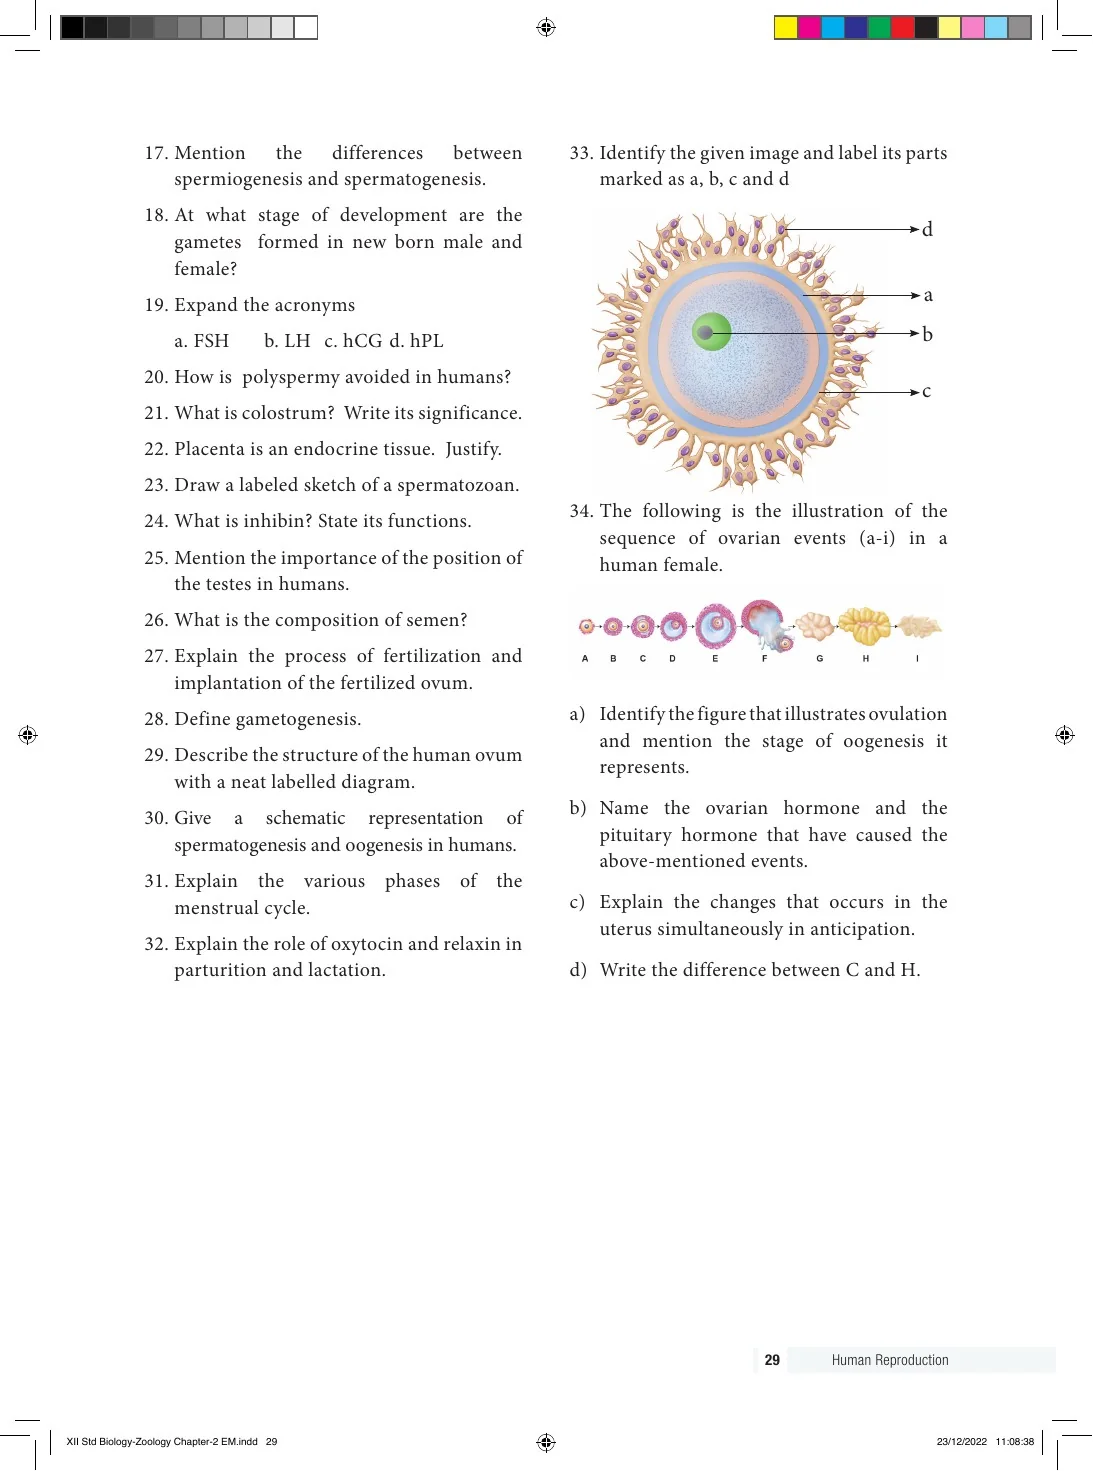 17. Mention the differences between
spermiogenesis and spermatogenesis.
18. At what stage of development are the
gametes formed in new born male and
female?
19. Expand the acronyms
a. FSH b. LH c. hCG d. hPL
20. How is polyspermy avoided in humans?
21. What is colostrum? Write its significance.
22. Placenta is an endocrine tissue. Justify.
23. Draw a labeled sketch of a spermatozoan.
24. What is inhibin? State its functions.
25. Mention the importance of the position of
the testes in humans.
26. What is the composition of semen?
27. Explain the process of fertilization and
implantation of the fertilized ovum.
28. Define gametogenesis.
29. Describe the structure of the human ovum
with a neat labelled diagram.
30. Give a schematic representation of
spermatogenesis and oogenesis in humans.
31. Explain the various phases of the
menstrual cycle.
32. Explain the role of oxytocin and relaxin in
parturition and lactation.
33. Identify the given image and label its parts
marked as a, b, c and d
d
a
b
c
34. The following is the illustration of the
sequence of ovarian events (a-i) in a
human female.
A B C D E F G H I
a) Identify the figure that illustrates ovulation
and mention the stage of oogenesis it
represents.
b) Name the ovarian hormone and the
pituitary hormone that have caused the
above-mentioned events.
c) Explain the changes that occurs in the
uterus simultaneously in anticipation.
d) Write the difference between C and H.
29 Human Reproduction
XII Std Biology-Zoology Chapter-2 EM.indd 29
23/12/2022 11:08:38